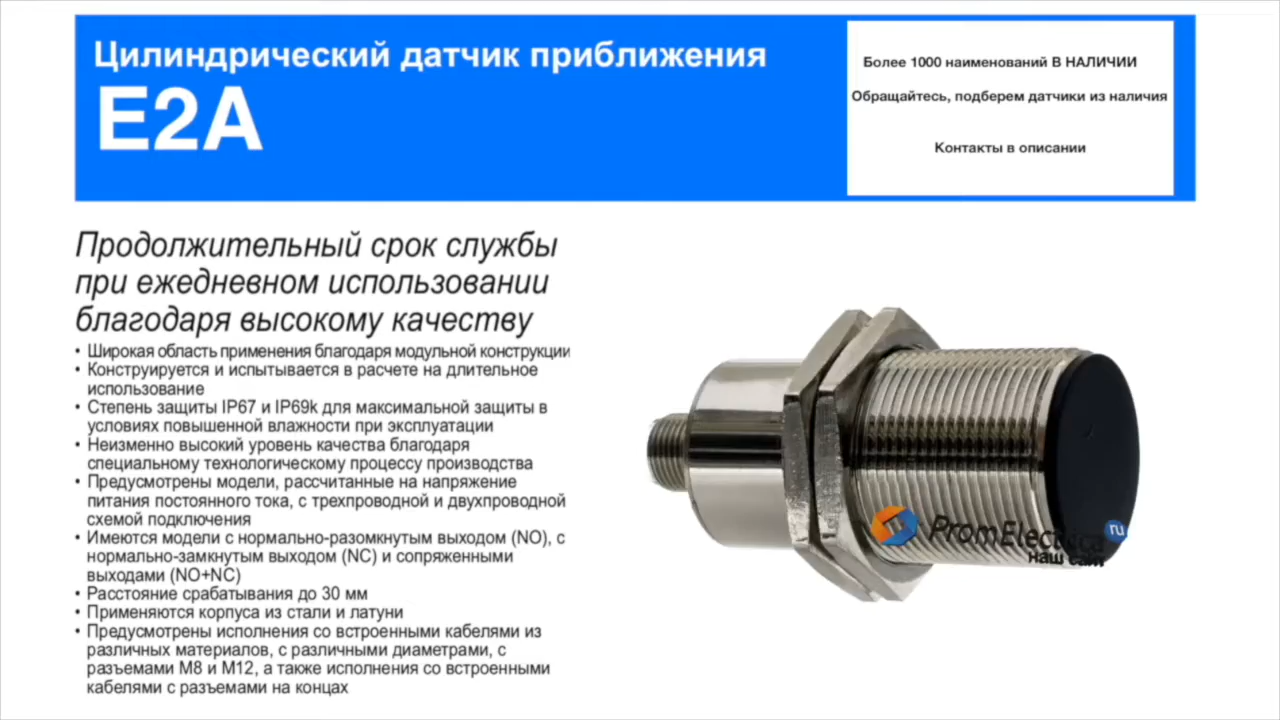 Цилиндрический датчик приближения
E2A
Более 1000 наименований В НАЛИЧИИ
Обращайтесь, подберем датчики из наличия
Контакты в описании
Продолжительный срок службы
при ежедневном использовании
благодаря высокому качеству
• Широкая область применения благодаря модульной конструкции
• Конструируется и испытывается в расчете на длительное
использование
• Степень защиты IP67 и IP69k для максимальной защиты в
условиях повышенной влажности при эксплуатации
• Неизменно высокий уровень качества благодаря
специальному технологическому процессу производства
• Предусмотрены модели, рассчитанные на напряжение
питания постоянного тока, с трехпроводной и двухпроводной
схемой подключения
• Имеются модели с нормально-разомкнутым выходом (NO), с
нормально-замкнутым выходом (NC) и сопряженными
выходами (NO+NC)
• Расстояние срабатывания до 30 мм
• Применяются корпуса из стали и латуни
• Предусмотрены исполнения со встроенными кабелями из
различных материалов, с различными диаметрами, с
разъемами M8 и M12, а также исполнения со встроенными
кабелями с разъемами на концах
PromElectrica ru
наш сайт